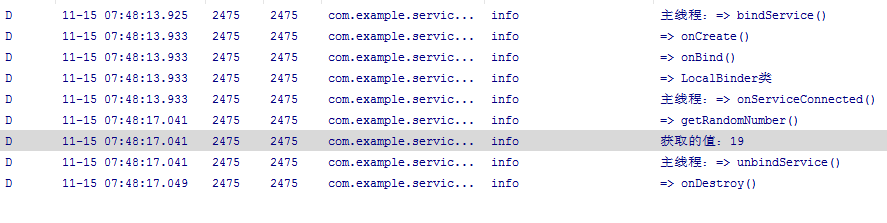 D 11-15 07:48:13.925 2475 2475 com.example.servic... info 主线程：=> bindService()
D 11-15 07:48:13.933 2475 2475 com.example.servic... info => onCreate()
D 11-15 07:48:13.933 2475 2475 com.example.servic... info => onBind()
D 11-15 07:48:13.933 2475 2475 com.example.servic... info => LocalBinder类
D 11-15 07:48:13.933 2475 2475 com.example.servic... info 主线程：=> onServiceConnected()
D 11-15 07:48:17.041 2475 2475 com.example.servic... info => getRandomNumber()
D 11-15 07:48:17.041 2475 2475 com.example.servic... info 获取的值：19
D 11-15 07:48:17.041 2475 2475 com.example.servic... info 主线程：=> unbindService()
D 11-15 07:48:17.049 2475 2475 com.example.servic... info => onDestroy()